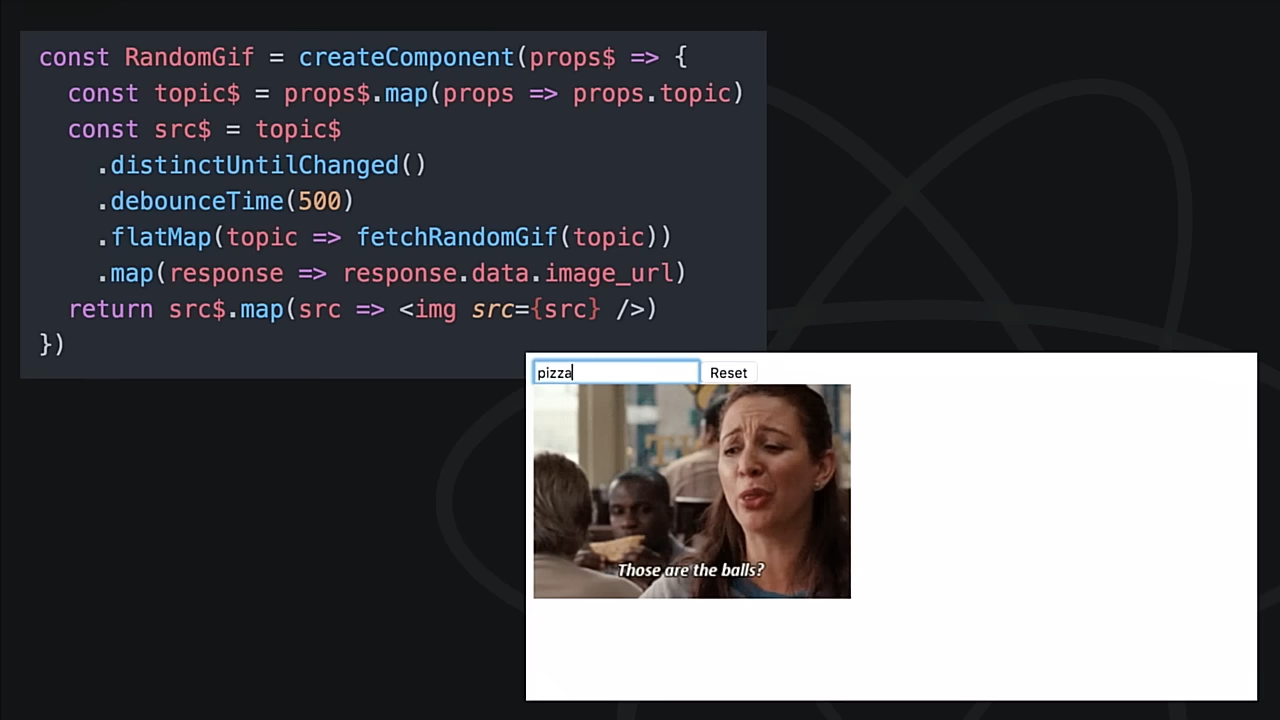 const RandomGif = createComponent(props$ => {
  const topic$ = props$.map(props => props.topic)
  const src$ = topic$
    .distinctUntilChanged()
    .debounceTime(500)
    .flatMap(topic => fetchRandomGif(topic))
    .map(response => response.data.image_url)
  return src$.map(src => <img src={src} />)
})
pizza
Reset
Those are the balls?